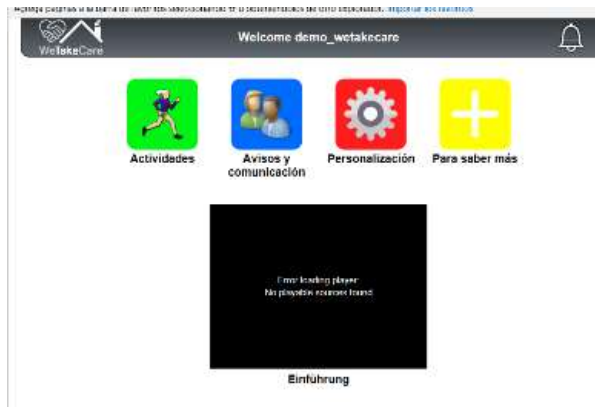 WeTakeCare
Welcome demo_wetakecare
Actividades
Avisos y
comunicación
Personalización
Para saber más
Error loading player:
No playable sources found
Einführung